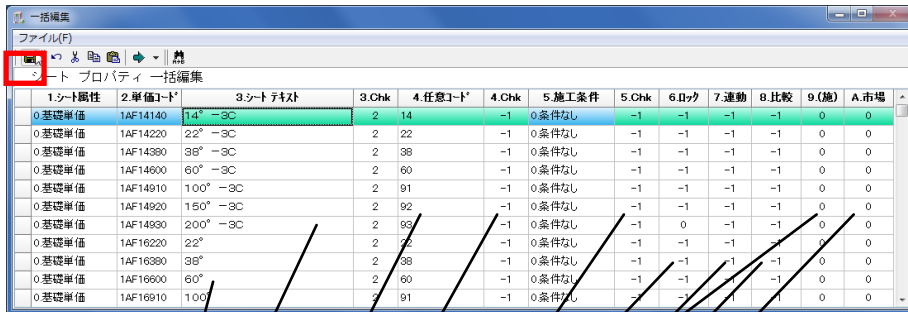 一括編集
ファイル(F)
シート プロパティ 一括編集
1.シート属性 2.単価コード 3.シート テキスト 3.Chk 4.任意コード 4.Chk 5.施工条件 5.Chk 6.ロック 7.連動 8.比較 9.(施) A.市場
0.基礎単価 1AF14140 14° -3C 2 14 -1 0.条件なし -1 -1 -1 -1 0 0
0.基礎単価 1AF14220 22° -3C 2 22 -1 0.条件なし -1 -1 -1 -1 0 0
0.基礎単価 1AF14380 38° -3C 2 38 -1 0.条件なし -1 -1 -1 -1 0 0
0.基礎単価 1AF14600 60° -3C 2 60 -1 0.条件なし -1 -1 -1 -1 0 0
0.基礎単価 1AF14910 100° -3C 2 91 -1 0.条件なし -1 -1 -1 -1 0 0
0.基礎単価 1AF14920 150° -3C 2 92 -1 0.条件なし -1 -1 -1 -1 0 0
0.基礎単価 1AF14930 200° -3C 2 93 -1 0.条件なし -1 0 -1 -1 0 0
0.基礎単価 1AF16220 22° 2 22 -1 0.条件なし -1 -1 -1 -1 0 0
0.基礎単価 1AF16380 38° 2 38 -1 0.条件なし -1 -1 -1 -1 0 0
0.基礎単価 1AF16600 60° 2 60 -1 0.条件なし -1 -1 -1 -1 0 0
0.基礎単価 1AF16910 100° 2 91 -1 0.条件なし -1 -1 -1 -1 0 0